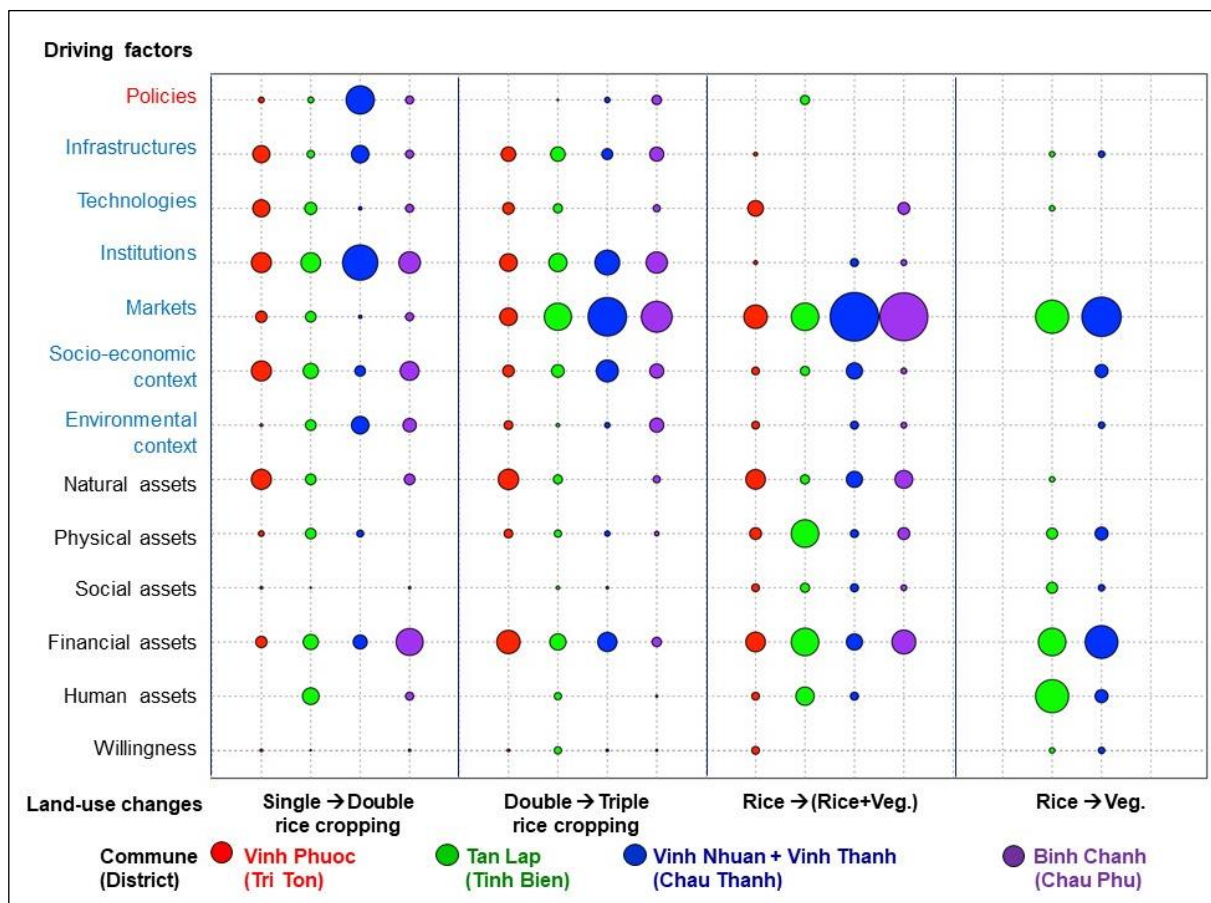 Driving factors
Policies
Infrastructures
Technologies
Institutions
Markets
Socio-economic
context
Environmental
context
Natural assets
Physical assets
Social assets
Financial assets
Human assets
Willingness
Land-use changes
Single → Double
rice cropping
Double → Triple
rice cropping
Rice → (Rice+Veg.)
Rice → Veg.
Commune
(District)
Vinh Phuoc
(Tri Ton)
Tan Lap
(Tinh Bien)
Vinh Nhuan + Vinh Thanh
(Chau Thanh)
Binh Chanh
(Chau Phu)